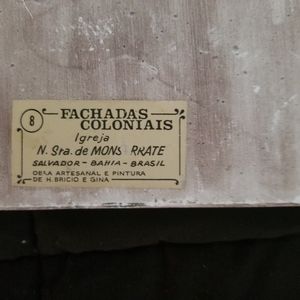 8
FACHADAS
COLONIAIS
Igreja
N. Sra. de MONS RRATE
SALVADOR - BAHIA - BRASIL
OBRA ARTESANAL E PINTURA
DE H. BRICIO E GINA